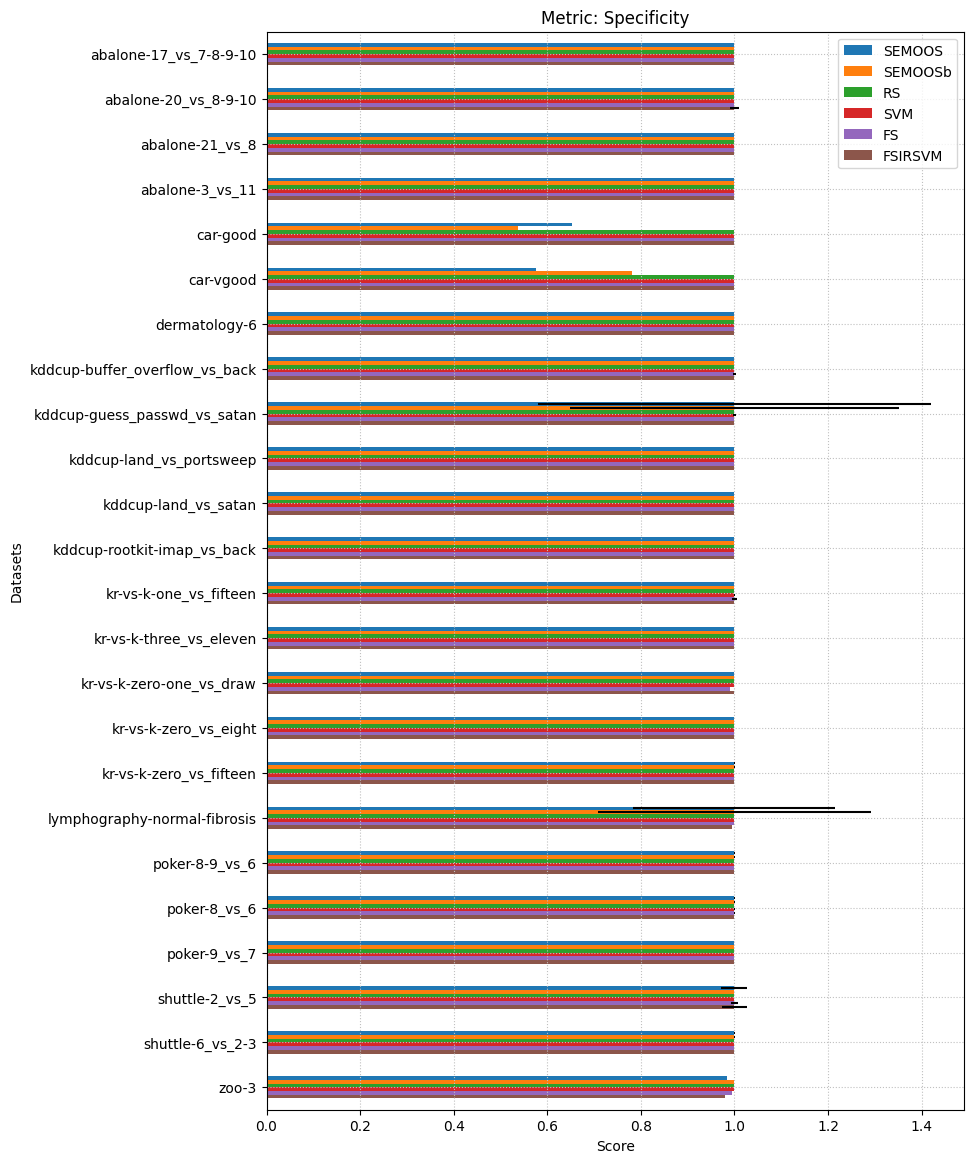 Metric: Specificity
SEMOOS
SEMOOSb
RS
SVM
FS
FSIRSVM
Datasets
abalone-17_vs_7-8-9-10
abalone-20_vs_8-9-10
abalone-21_vs_8
abalone-3_vs_11
car-good
car-vgood
dermatology-6
kddcup-buffer_overflow_vs_back
kddcup-guess_passwd_vs_satan
kddcup-land_vs_portsweep
kddcup-land_vs_satan
kddcup-rootkit-imap_vs_back
kr-vs-k-one_vs_fifteen
kr-vs-k-three_vs_eleven
kr-vs-k-zero-one_vs_draw
kr-vs-k-zero_vs_eight
kr-vs-k-zero_vs_fifteen
lymphography-normal-fibrosis
poker-8-9_vs_6
poker-8_vs_6
poker-9_vs_7
shuttle-2_vs_5
shuttle-6_vs_2-3
zoo-3
0.0 0.2 0.4 0.6 0.8 1.0 1.2 1.4
Score